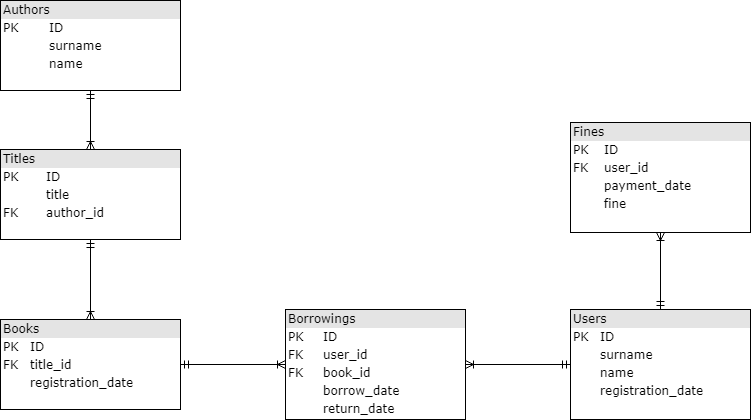 Authors
PK ID
surname
name
Titles
PK ID
title
FK author_id
Books
PK ID
FK title_id
registration_date
Borrowings
PK ID
FK user_id
FK book_id
borrow_date
return_date
Fines
PK ID
FK user_id
payment_date
fine
Users
PK ID
surname
name
registration_date